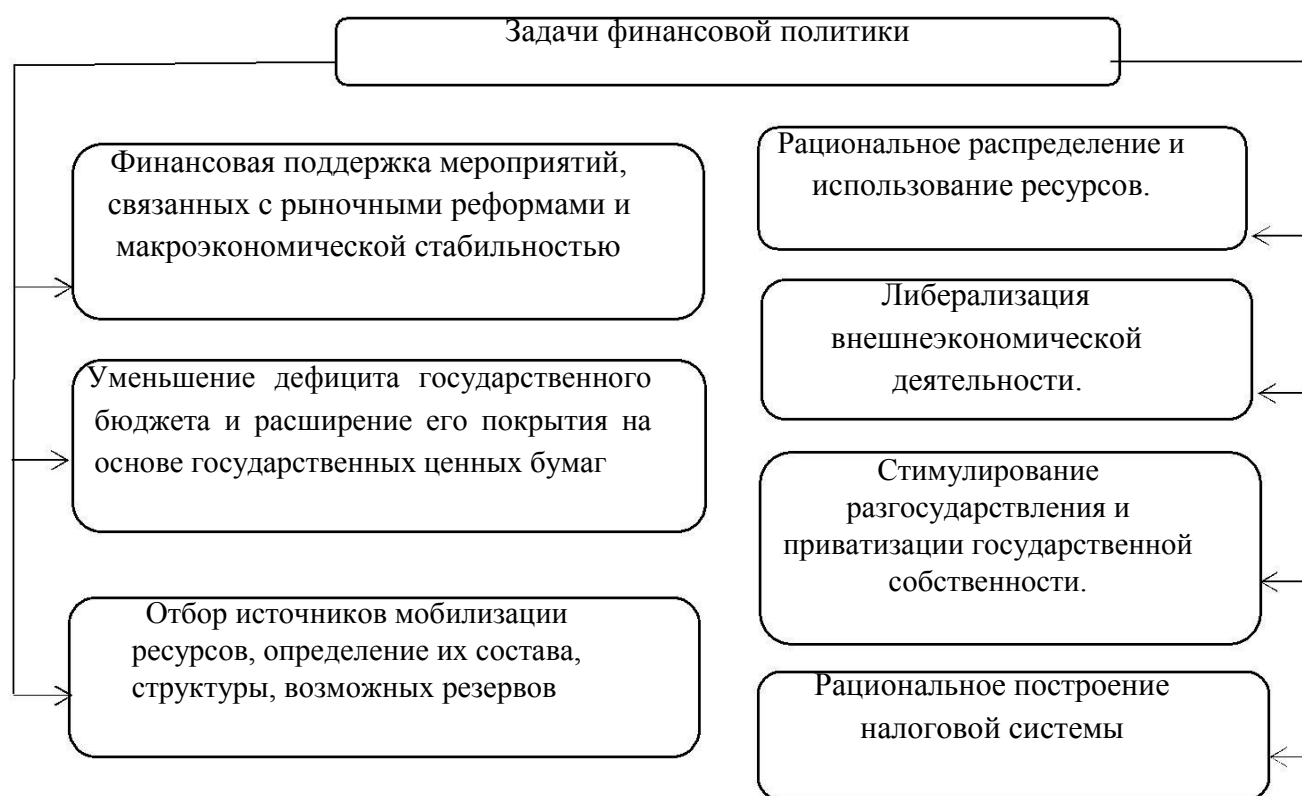 Задачи финансовой политики
Финансовая поддержка мероприятий,
связанных с рыночными реформами и
макроэкономической стабильностью
Уменьшение дефицита государственного
бюджета и расширение его покрытия на
основе государственных ценных бумаг
Отбор источников мобилизации
ресурсов, определение их состава,
структуры, возможных резервов
Рациональное распределение и
использование ресурсов.
Либерализация
внешнеэкономической
деятельности.
Стимулирование
разгосударствления и
приватизации государственной
собственности.
Рациональное построение
налоговой системы